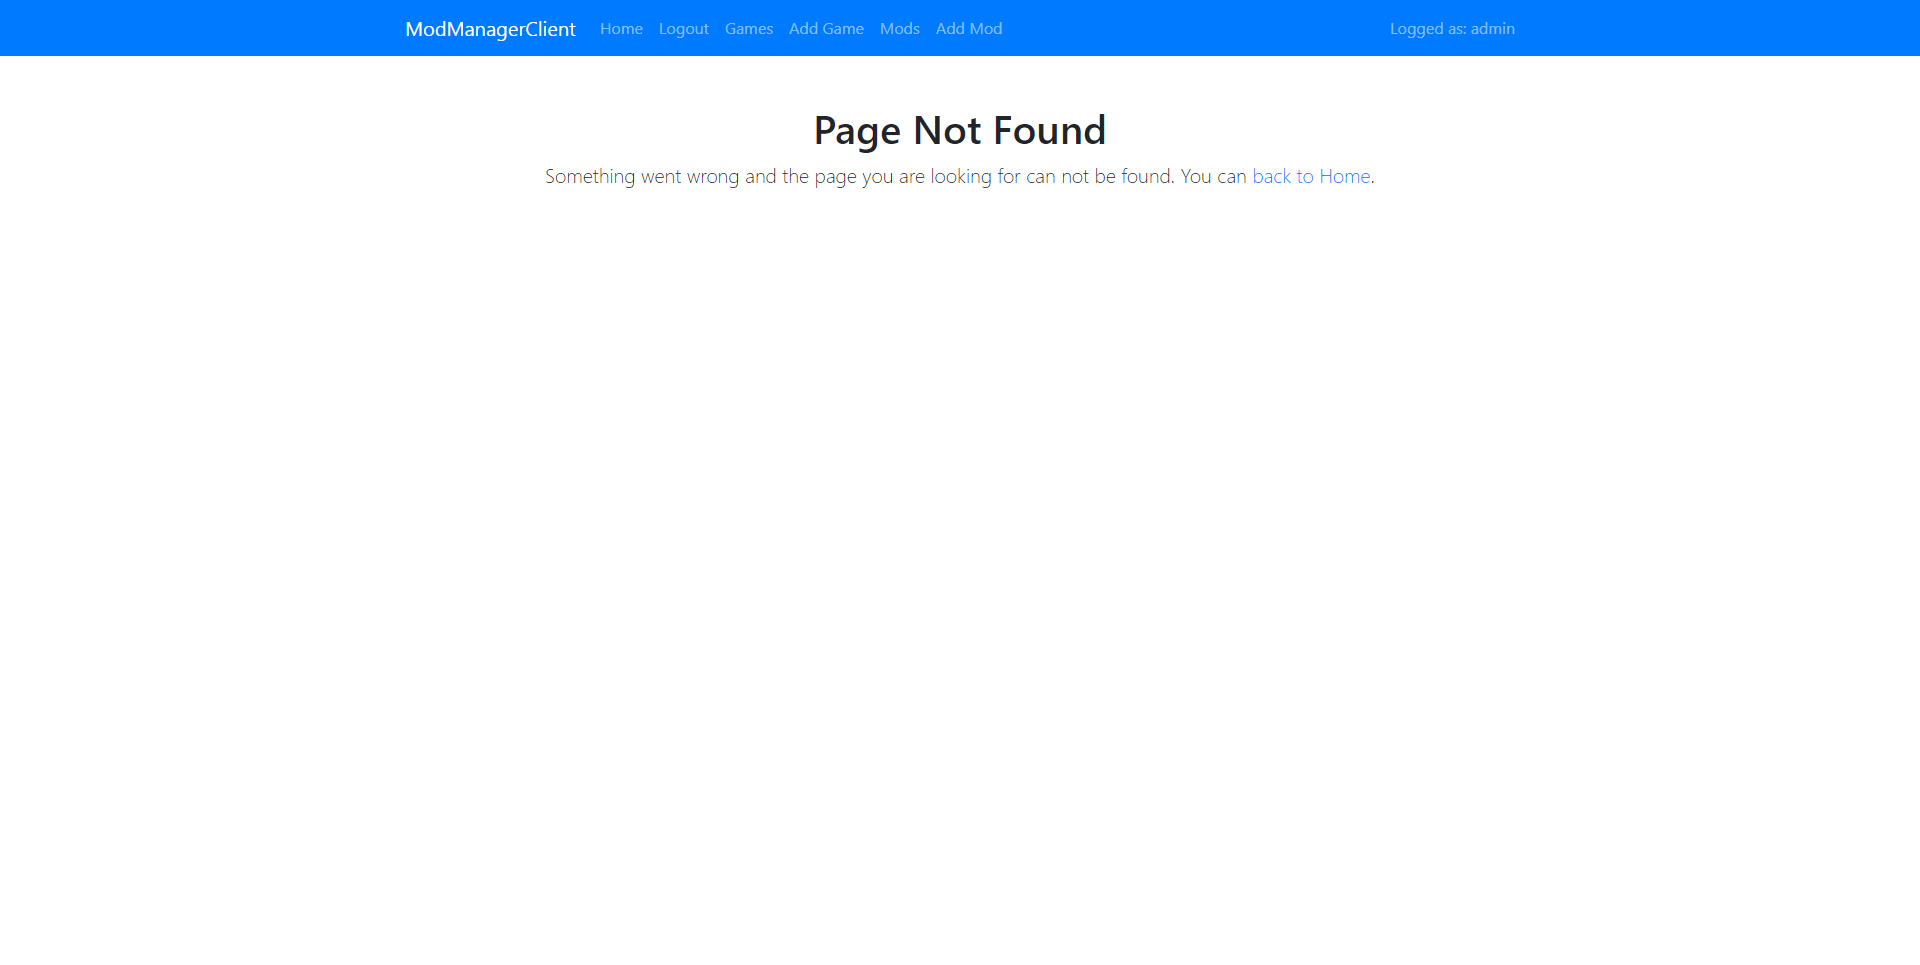 ModManagerClient Home Logout Games Add Game Mods Add Mod Logged as: admin
Page Not Found
Something went wrong and the page you are looking for can not be found. You can back to Home.